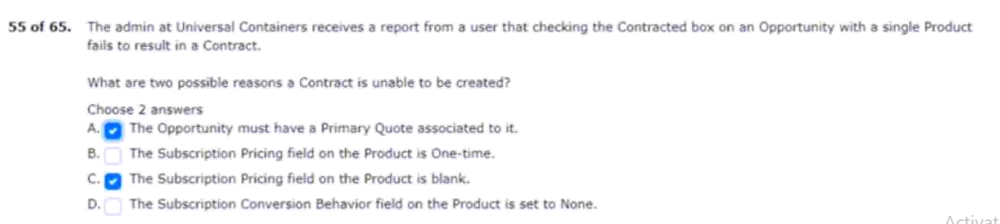 55 of 65. The admin at Universal Containers receives a report from a user that checking the Contracted box on an Opportunity with a single Product
fails to result in a Contract.
What are two possible reasons a Contract is unable to be created?
Choose 2 answers
A. The Opportunity must have a Primary Quote associated to it.
B. The Subscription Pricing field on the Product is One-time.
C. The Subscription Pricing field on the Product is blank.
D. The Subscription Conversion Behavior field on the Product is set to None.
Activat